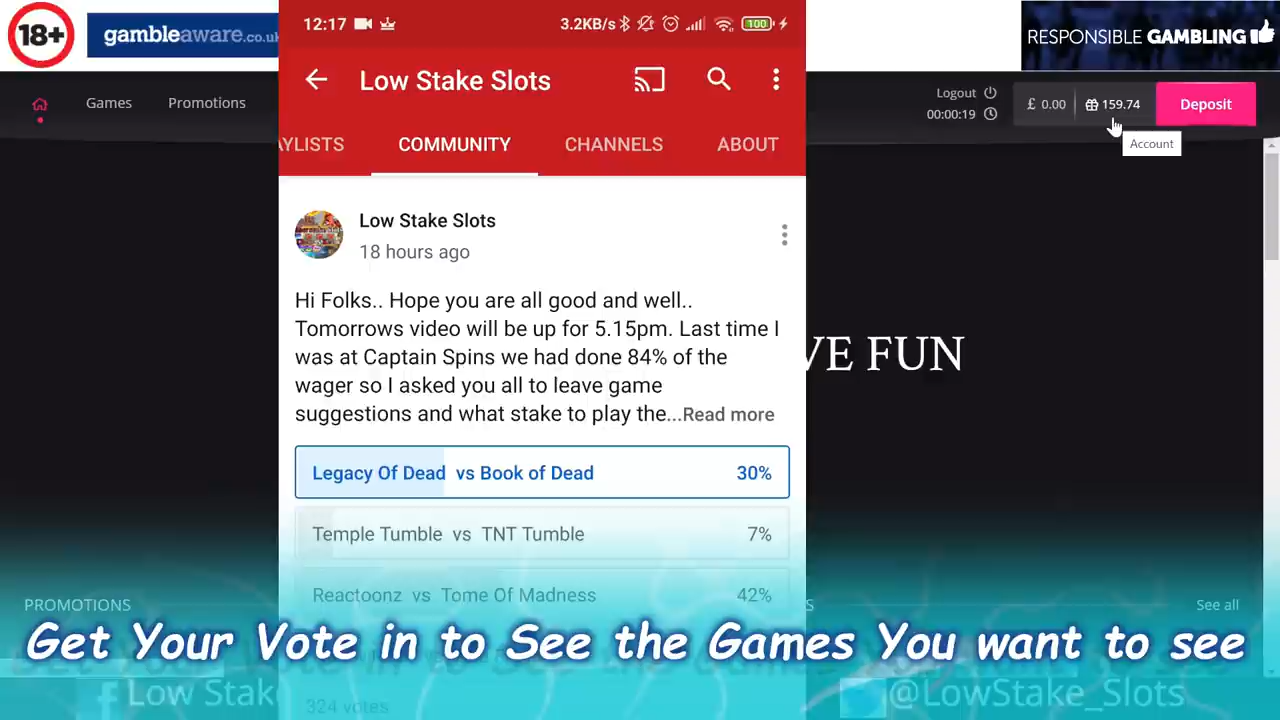 18+
gambleaware.co.uk
RESPONSIBLE GAMBLING
12:17
3.2KB/s
100
Low Stake Slots
Games
Promotions
Logout
00:00:19
£ 0.00
159.74
Deposit
Account
COMMUNITY
CHANNELS
ABOUT
Low Stake Slots
18 hours ago
Hi Folks.. Hope you are all good and well..
Tomorrows video will be up for 5.15pm. Last time I
was at Captain Spins we had done 84% of the
wager so I asked you all to leave game
suggestions and what stake to play the...Read more
FUN
Legacy Of Dead vs Book of Dead 30%
Temple Tumble vs TNT Tumble 7%
Reactoonz vs Tome Of Madness 42%
PROMOTIONS
See all
Get Your Vote in to See the Games You want to see
Low
@LowStake_Slots
324 votes